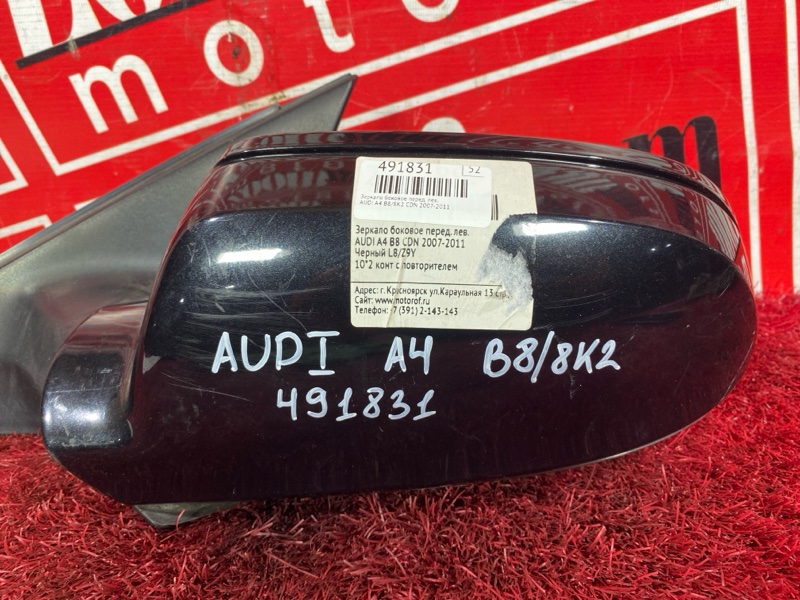 moto
491831 52
Зеркало боковое перед. лев.
AUDI A4 B8/8K2 CDN 2007-2011
Зеркало боковое перед. лев.
AUDI A4 B8 CDN 2007-2011
Черный L8/Z9Y
10*2 конт с повторителем
Адрес: г. Красноярск ул.Караульная 13 стр.
Сайт: www.motorof.ru
Телефон: +7 (391) 2-143-143
AUDI A4 B8/8K2
491831